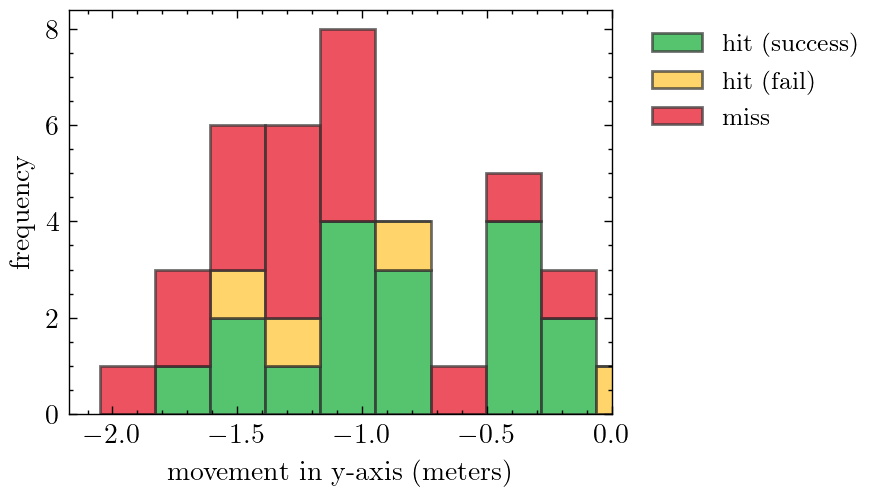 8
6
4
2
0
frequency
−2.0 −1.5 −1.0 −0.5 0.0
movement in y-axis (meters)
hit (success)
hit (fail)
miss